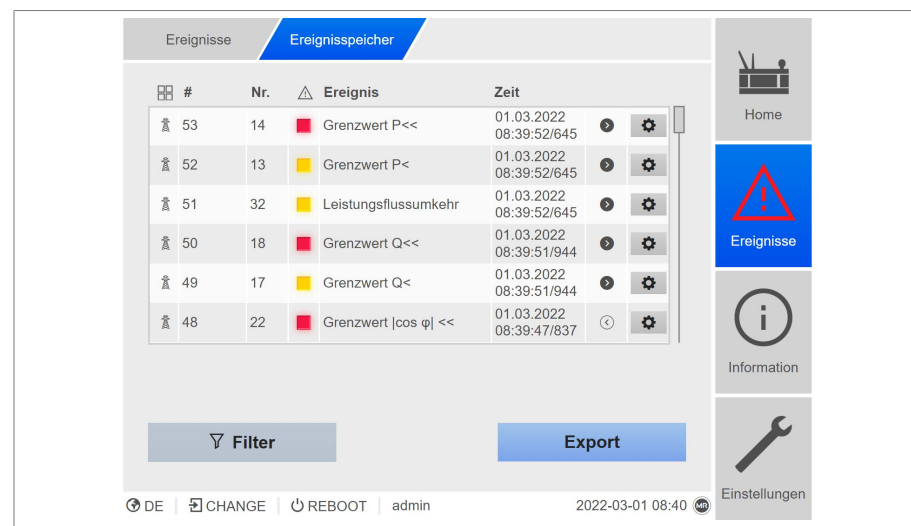 Ereignisse
Ereignisspeicher
# Nr. Ereignis Zeit
53 14 Grenzwert P<< 01.03.2022
08:39:52/645
52 13 Grenzwert P< 01.03.2022
08:39:52/645
51 32 Leistungsflussumkehr 01.03.2022
08:39:52/645
50 18 Grenzwert Q<< 01.03.2022
08:39:51/944
49 17 Grenzwert Q< 01.03.2022
08:39:51/944
48 22 Grenzwert |cos φ| << 01.03.2022
08:39:47/837
Filter
Export
DE CHANGE REBOOT admin 2022-03-01 08:40 MR
Home
Ereignisse
Information
Einstellungen